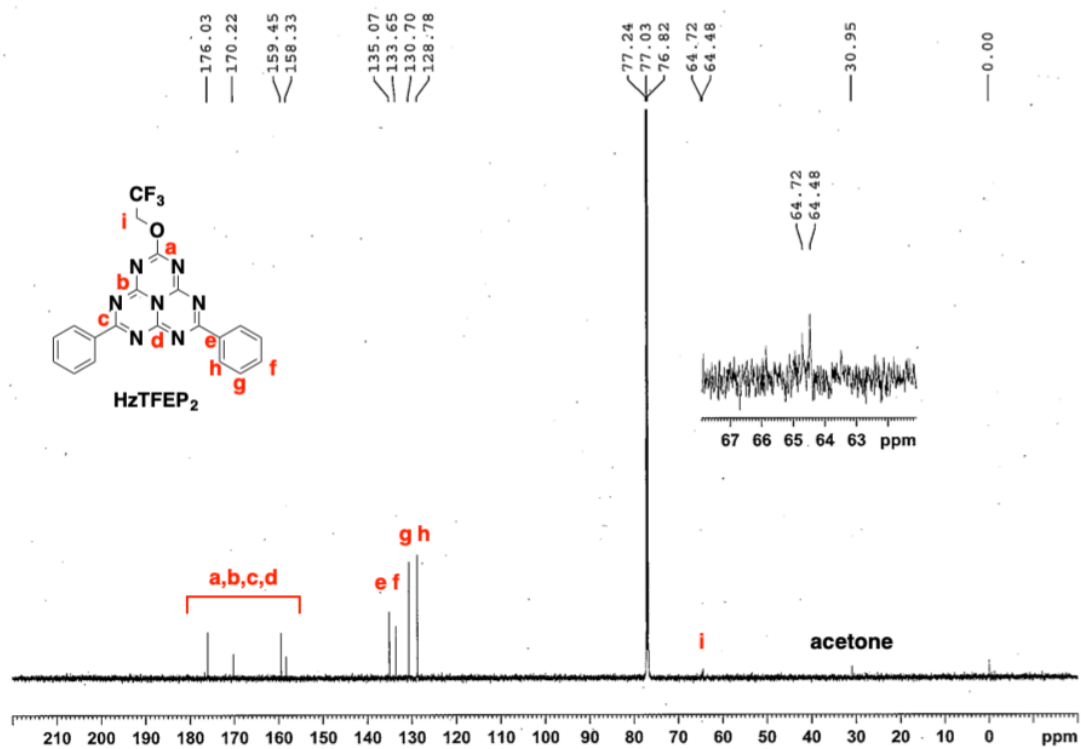 176.03
170.22
159.45
158.33
135.07
133.65
130.70
128.78
77.24
77.03
76.82
64.72
64.48
30.95
0.00
CF3
i
O
a
N N
b
N N N
c N d N e
h f
g
HzTFEP2
64.72
64.48
67 66 65 64 63 ppm
g h
a,b,c,d
e f
i
acetone
210 200 190 180 170 160 150 140 130 120 110 100 90 80 70 60 50 40 30 20 10 0 ppm